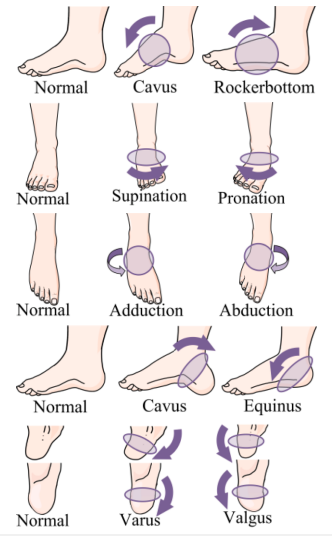 Normal Cavus Rockerbottom
Normal Supination Pronation
Normal Adduction Abduction
Normal Cavus Equinus
Normal Varus Valgus